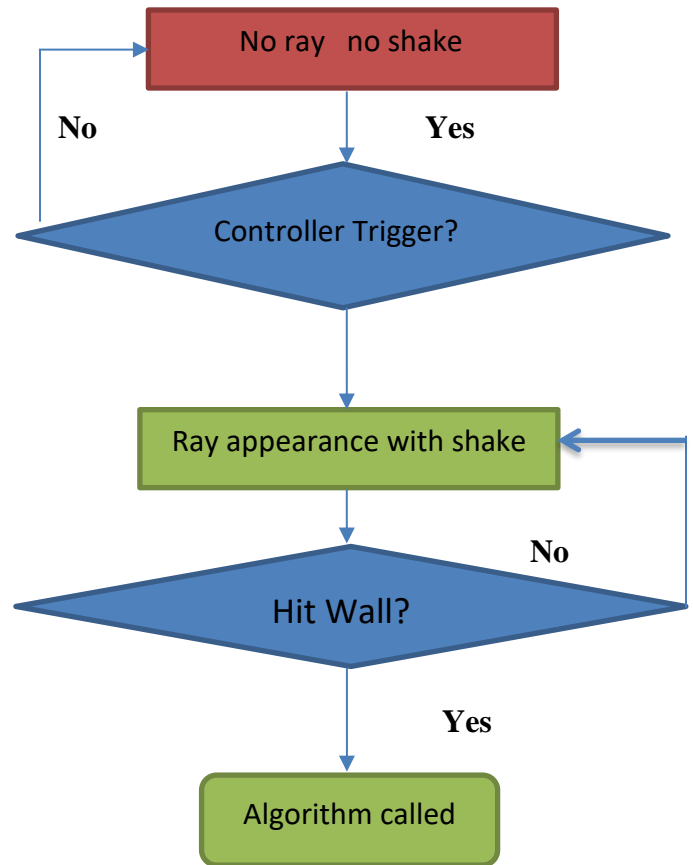 No ray no shake
No
Yes
Controller Trigger?
Ray appearance with shake
No
Hit Wall?
Yes
Algorithm called